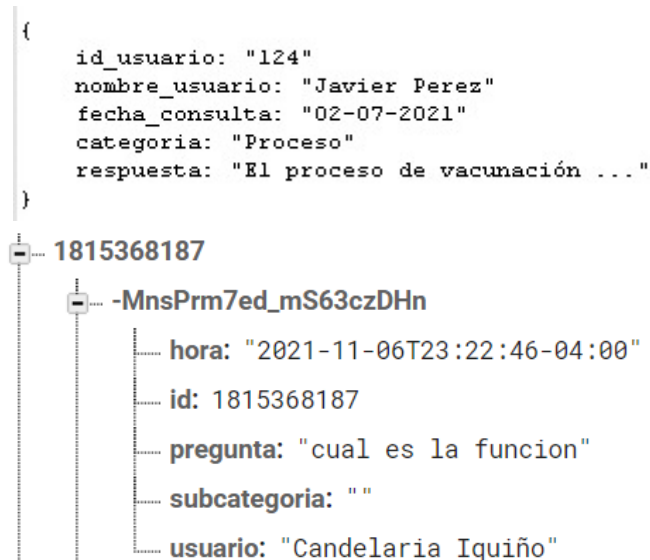 {
id_usuario: "124"
nombre_usuario: "Javier Perez"
fecha_consulta: "02-07-2021"
categoria: "Proceso"
respuesta: "El proceso de vacunación ..."
}
1815368187
-MnsPrm7ed_mS63czDHn
hora: "2021-11-06T23:22:46-04:00"
id: 1815368187
pregunta: "cual es la funcion"
subcategoria: ""
usuario: "Candelaria Iquiño"